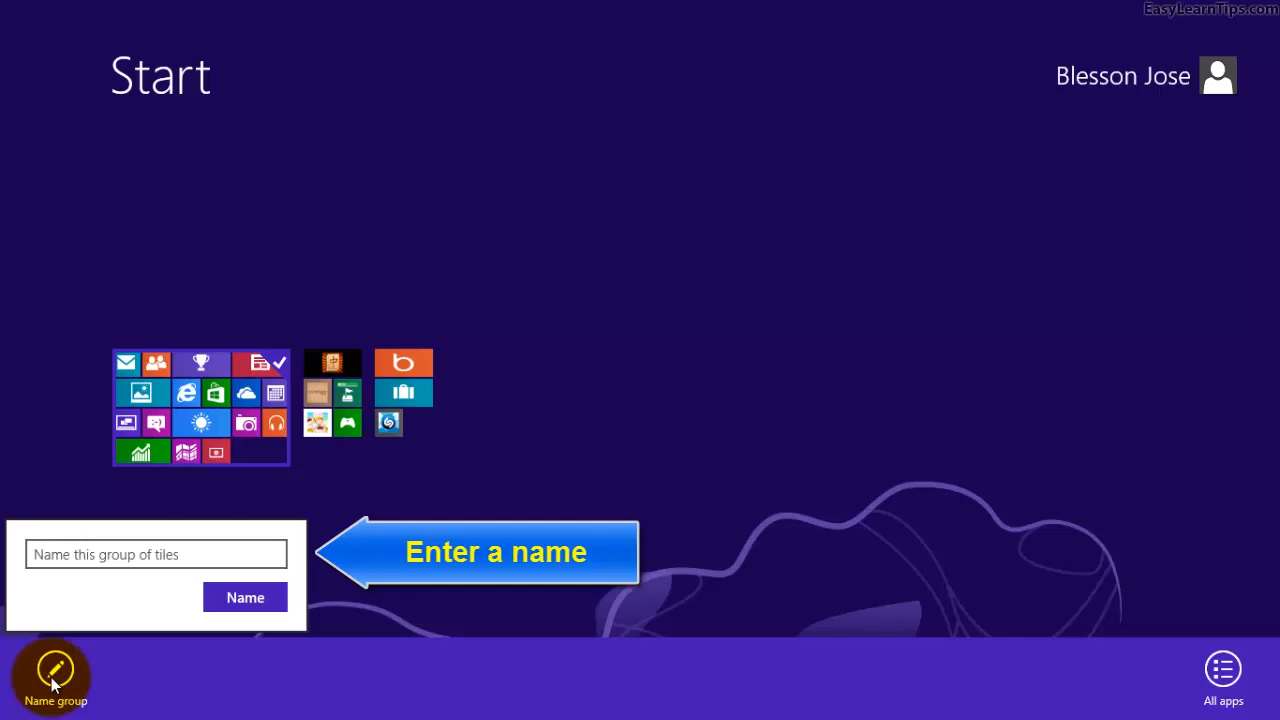 EasyLearnTips.com
Start
Blesson Jose
Name this group of tiles
Name
Enter a name
Name group
All apps